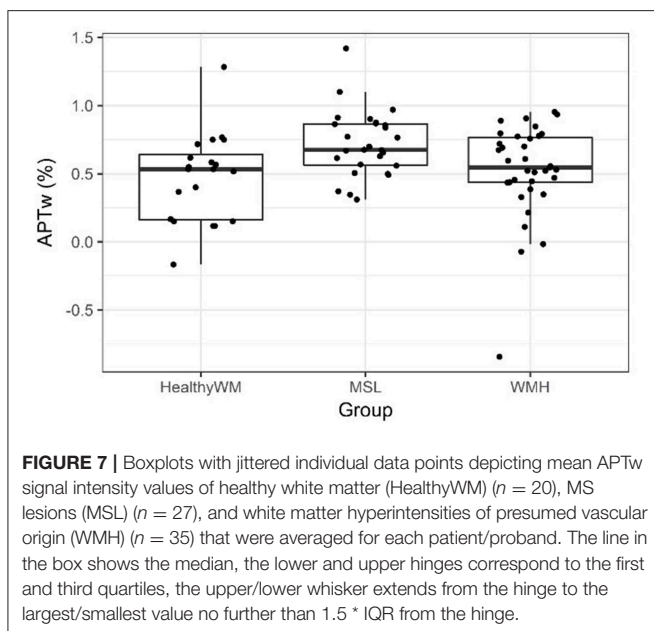 1.5
1.0
0.5
0.0
-0.5
APTw (%)
HealthyWM MSL WMH
Group
FIGURE 7 | Boxplots with jittered individual data points depicting mean APTw
signal intensity values of healthy white matter (HealthyWM) (n = 20), MS
lesions (MSL) (n = 27), and white matter hyperintensities of presumed vascular
origin (WMH) (n = 35) that were averaged for each patient/proband. The line in
the box shows the median, the lower and upper hinges correspond to the first
and third quartiles, the upper/lower whisker extends from the hinge to the
largest/smallest value no further than 1.5 * IQR from the hinge.